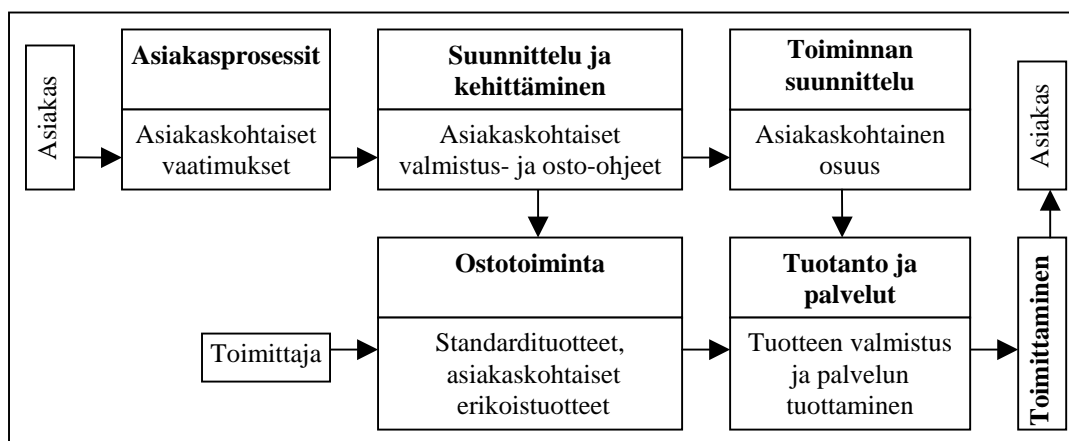 Asiakas
Asiakasprosessit
Asiakaskohtaiset
vaatimukset
Suunnittelu ja
kehittäminen
Asiakaskohtaiset
valmistus- ja osto-ohjeet
Toiminnan
suunnittelu
Asiakaskohtainen
osuus
Asiakas
Toimittaja
Ostotoiminta
Standardituotteet,
asiakaskohtaiset
erikoistuotteet
Tuotanto ja
palvelut
Tuotteen valmistus
ja palvelun
tuottaminen
Toimittaminen